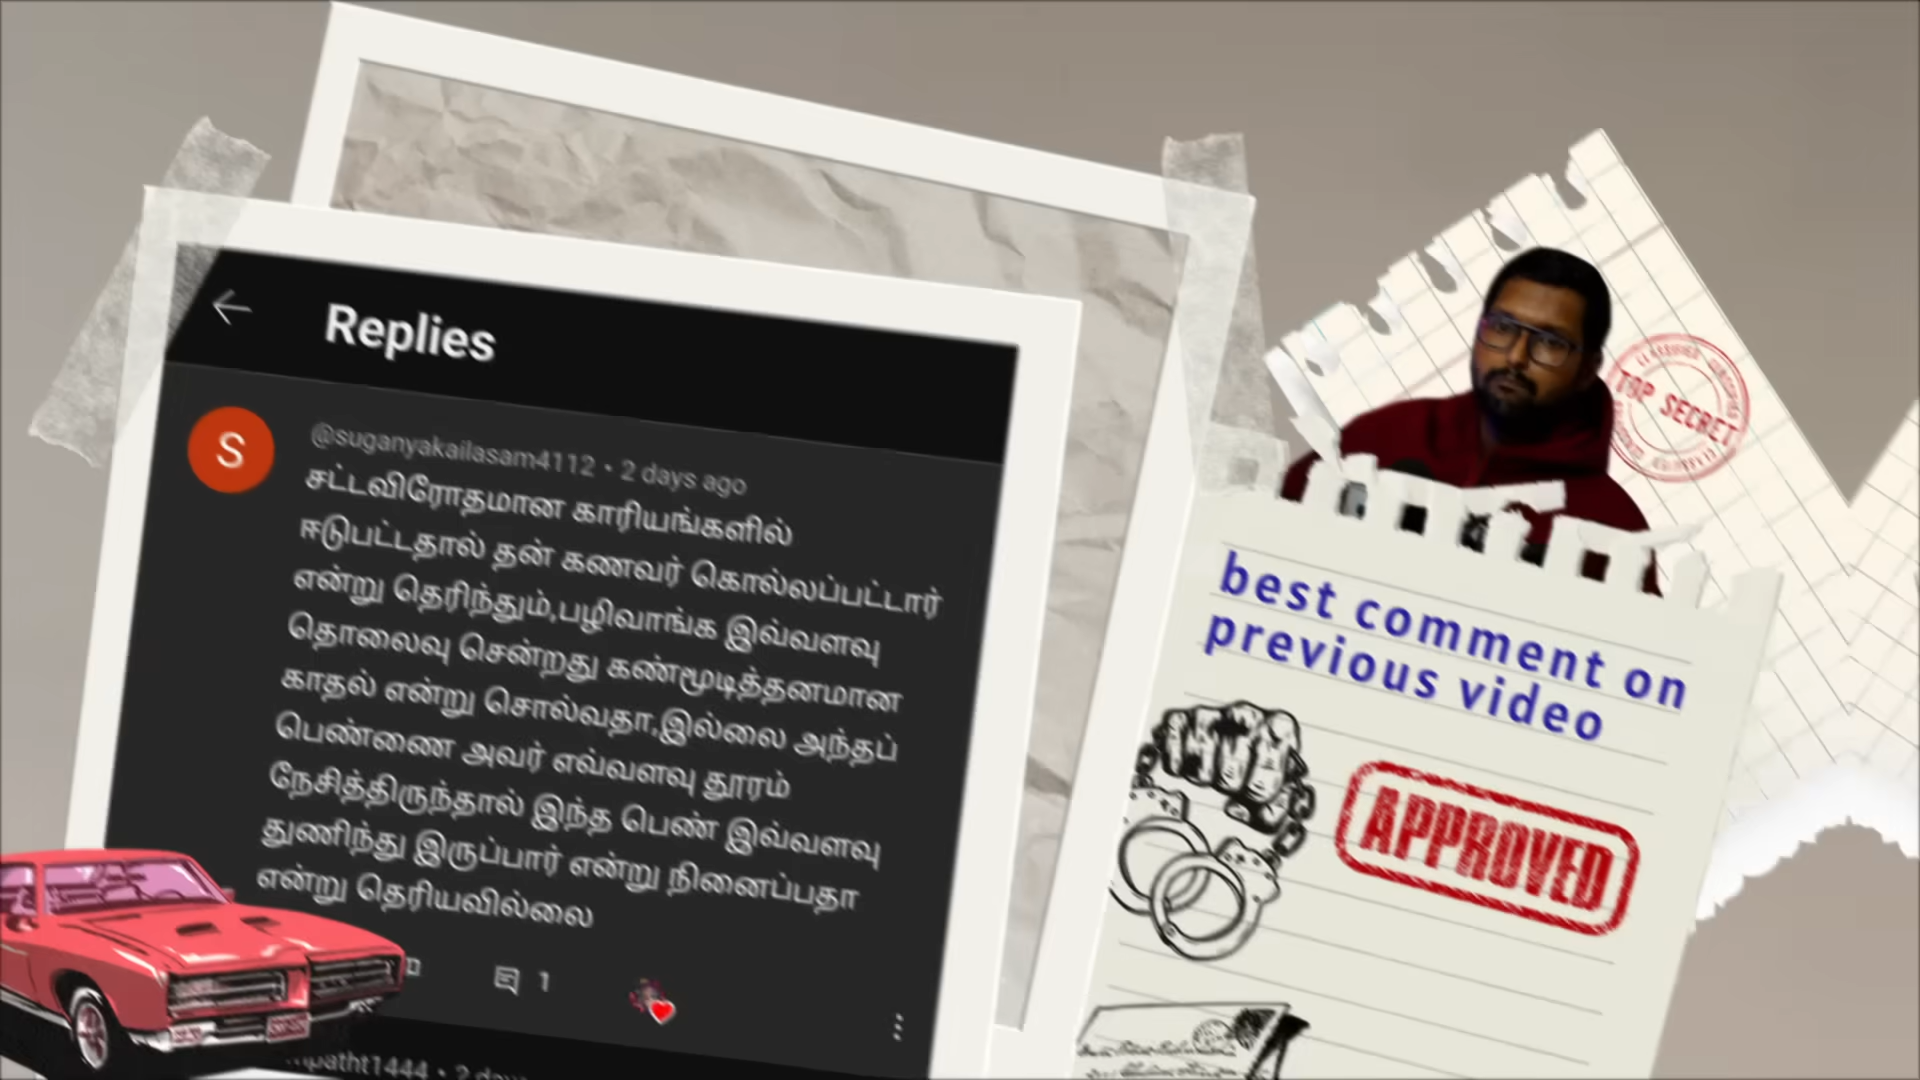 Replies
S
@suganyakailasam4112 • 2 days ago
சட்டவிரோதமான காரியங்களில்
ஈடுபட்டதால் தன் கணவர் கொல்லப்பட்டார்
என்று தெரிந்தும்,பழிவாங்க இவ்வளவு
தொலைவு சென்றது கண்மூடித்தனமான
காதல் என்று சொல்வதா,இல்லை அந்தப்
பெண்ணை அவர் எவ்வளவு தூரம்
நேசித்திருந்தால் இந்த பெண் இவ்வளவு
துணிந்து இருப்பார் என்று நினைப்பதா
என்று தெரியவில்லை
1
TOP SECRET
best comment on
previous video
APPROVED